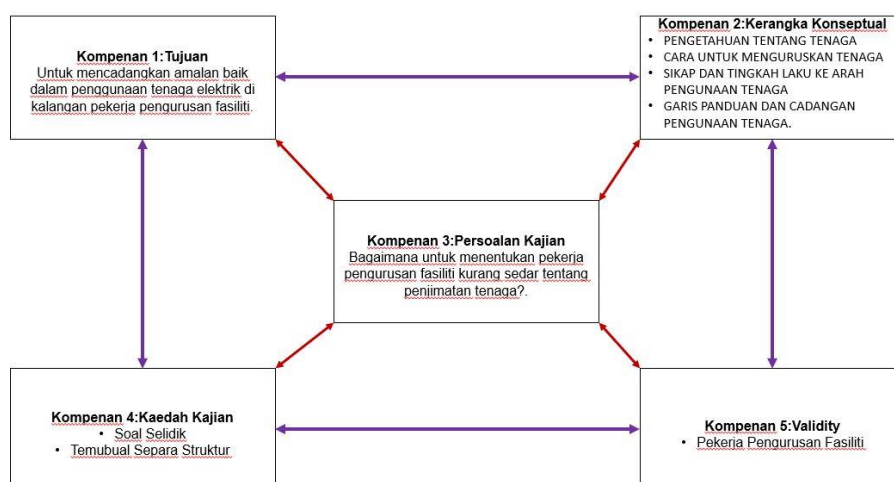 Kompenan 1:Tujuan
Untuk mencadangkan amalan baik
dalam penggunaan tenaga elektrik di
kalangan pekerja pengurusan fasiliti.
Kompenan 2:Kerangka Konseptual
• PENGETAHUAN TENTANG TENAGA
• CARA UNTUK MENGURUSKAN TENAGA
• SIKAP DAN TINGKAH LAKU KE ARAH
PENGUNAAN TENAGA
• GARIS PANDUAN DAN CADANGAN
PENGUNAAN TENAGA.
Kompenan 3:Persoalan Kajian
Bagaimana untuk menentukan pekerja
pengurusan fasiliti kurang sedar tentang
penjimatan tenaga?.
Kompenan 4:Kaedah Kajian
• Soal Selidik
• Temubual Separa Struktur
Kompenan 5:Validity
• Pekerja Pengurusan Fasiliti